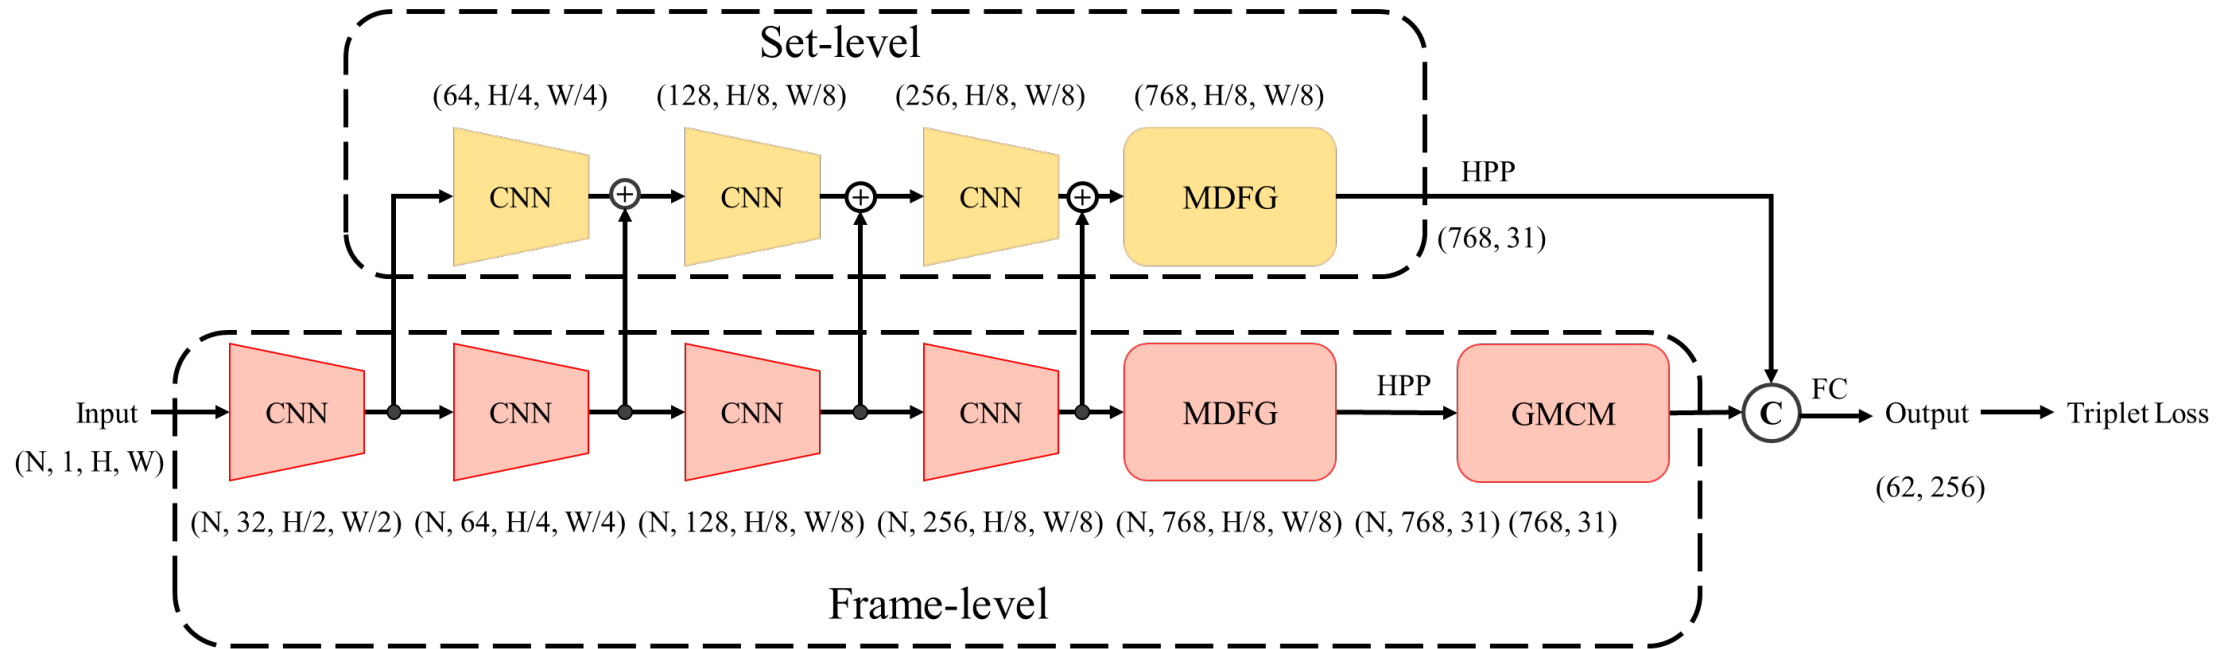 Set-level
(64, H/4, W/4) (128, H/8, W/8) (256, H/8, W/8) (768, H/8, W/8)
CNN + CNN + CNN + MDFG
HPP
(768, 31)
Input
(N, 1, H, W)
CNN CNN CNN CNN MDFG HPP GMCM C FC Output Triplet Loss
(62, 256)
(N, 32, H/2, W/2) (N, 64, H/4, W/4) (N, 128, H/8, W/8) (N, 256, H/8, W/8) (N, 768, H/8, W/8) (N, 768, 31) (768, 31)
Frame-level